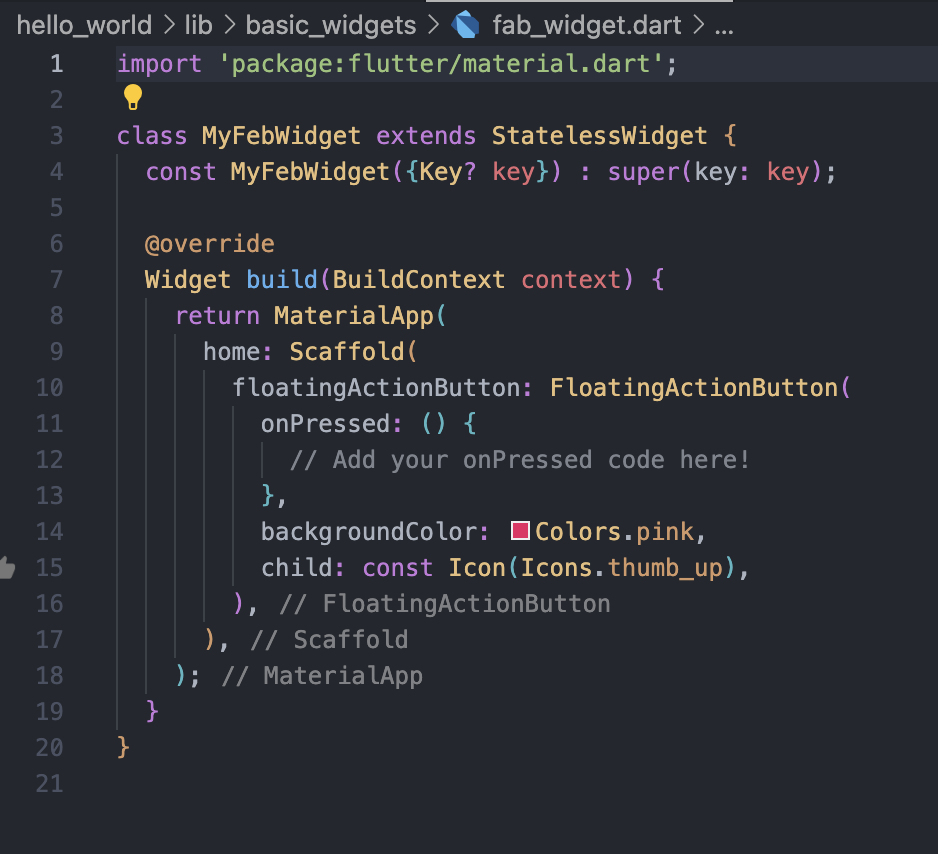 hello_world > lib > basic_widgets > fab_widget.dart > ...
1 import 'package:flutter/material.dart';
2
3 class MyFebWidget extends StatelessWidget {
4   const MyFebWidget({Key? key}) : super(key: key);
5
6   @override
7   Widget build(BuildContext context) {
8     return MaterialApp(
9       home: Scaffold(
10         floatingActionButton: FloatingActionButton(
11           onPressed: () {
12             // Add your onPressed code here!
13           },
14           backgroundColor: Colors.pink,
15           child: const Icon(Icons.thumb_up),
16         ), // FloatingActionButton
17       ), // Scaffold
18     ); // MaterialApp
19   }
20 }
21